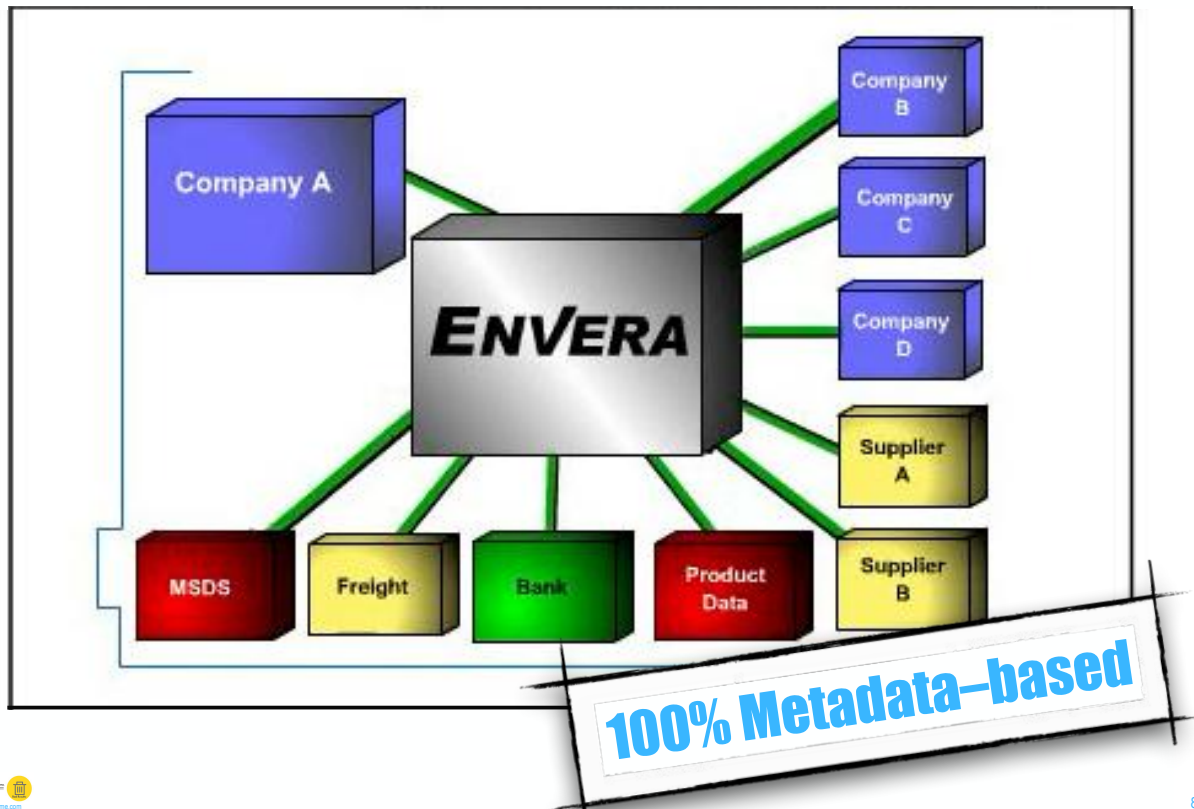 Company A
Company
B
Company
C
Company
D
ENVERA
Supplier
A
Supplier
B
MSDS
Freight
Bank
Product
Data
100% Metadata–based